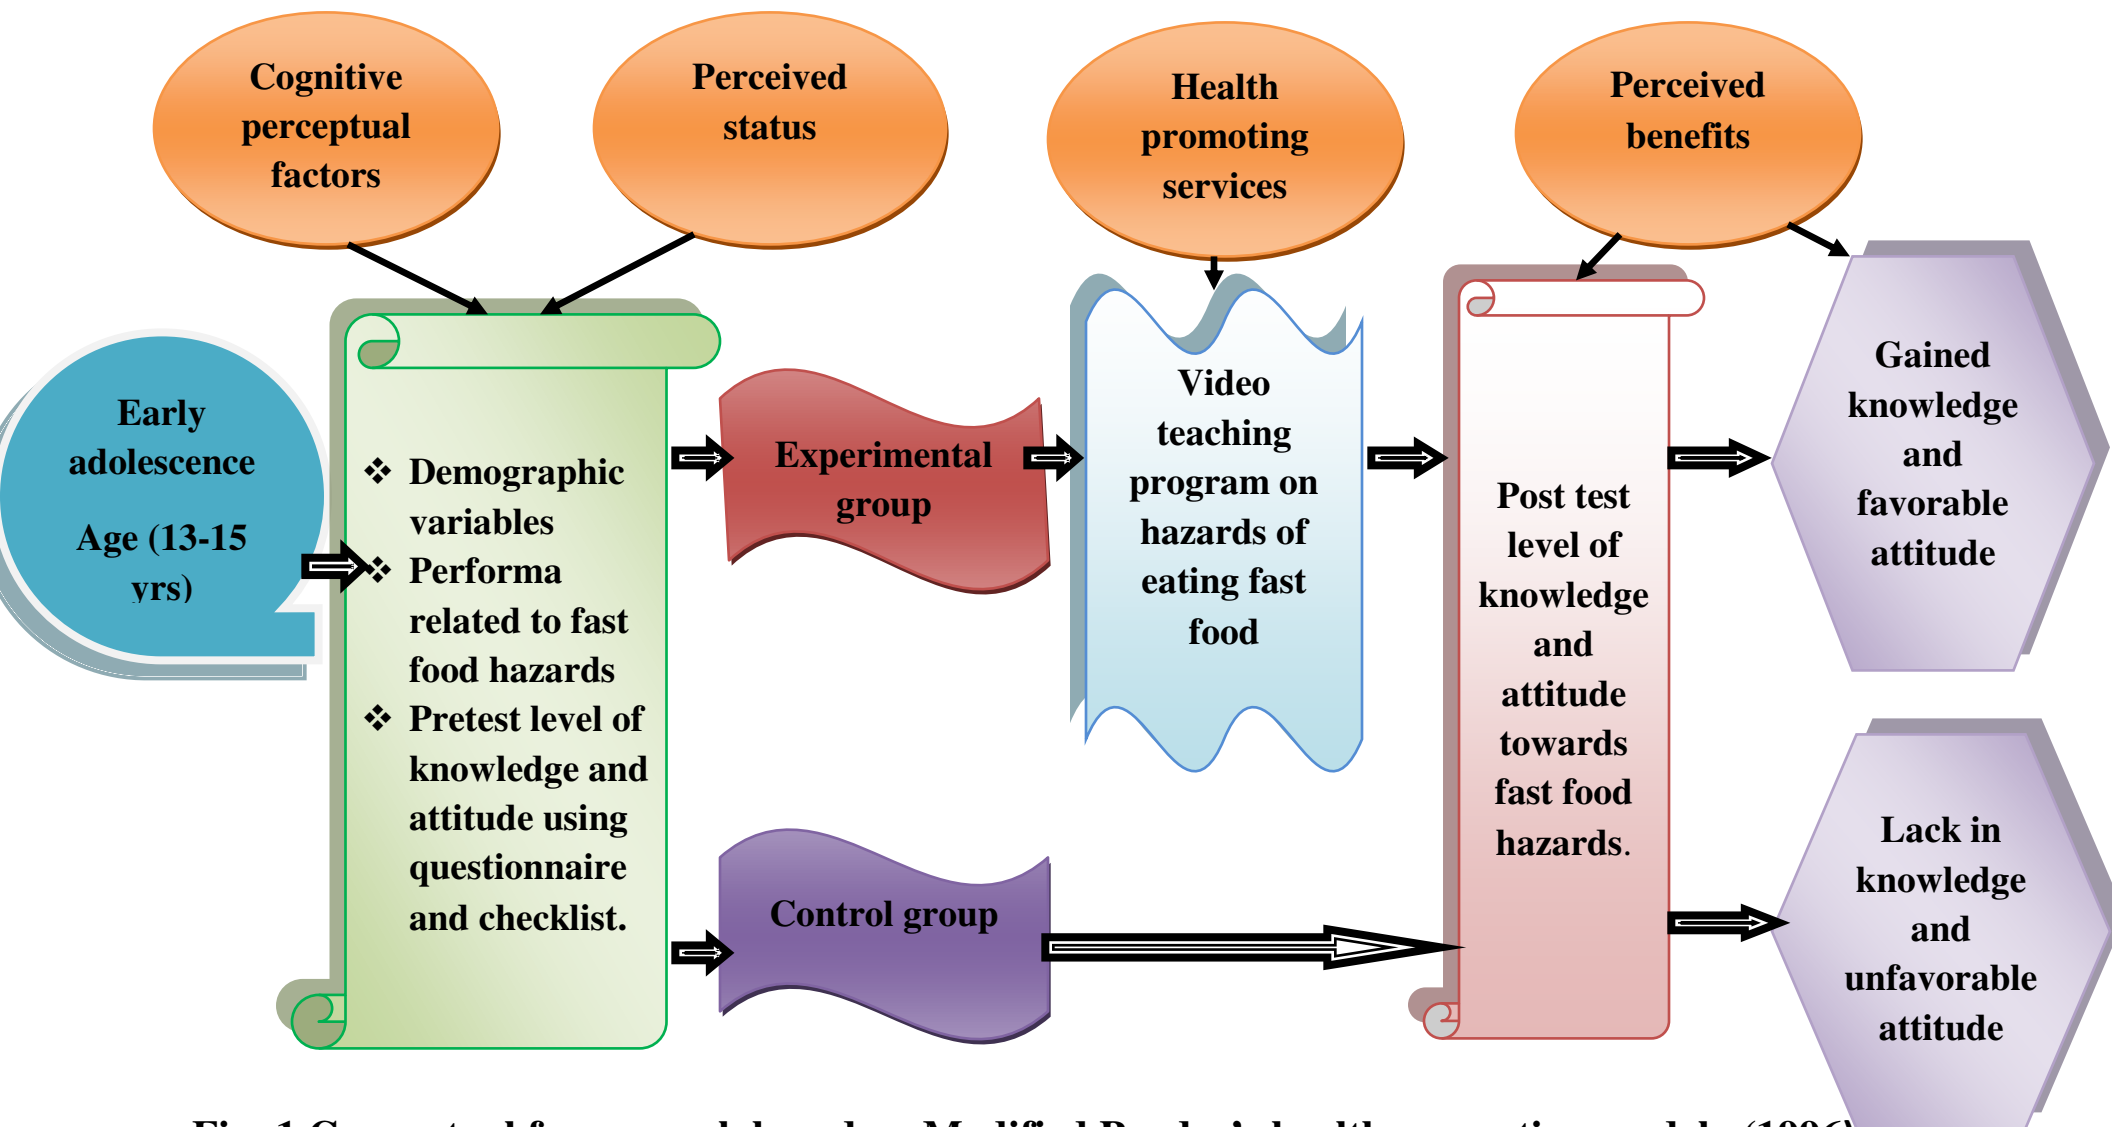 Cognitive
perceptual
factors
Perceived
status
Health
promoting
services
Perceived
benefits
Early
adolescence
Age (13-15
yrs)
❖ Demographic
variables
❖ Performa
related to fast
food hazards
❖ Pretest level of
knowledge and
attitude using
questionnaire
and checklist.
Experimental
group
Control group
Video
teaching
program on
hazards of
eating fast
food
Post test
level of
knowledge
and
attitude
towards
fast food
hazards.
Gained
knowledge
and
favorable
attitude
Lack in
knowledge
and
unfavorable
attitude